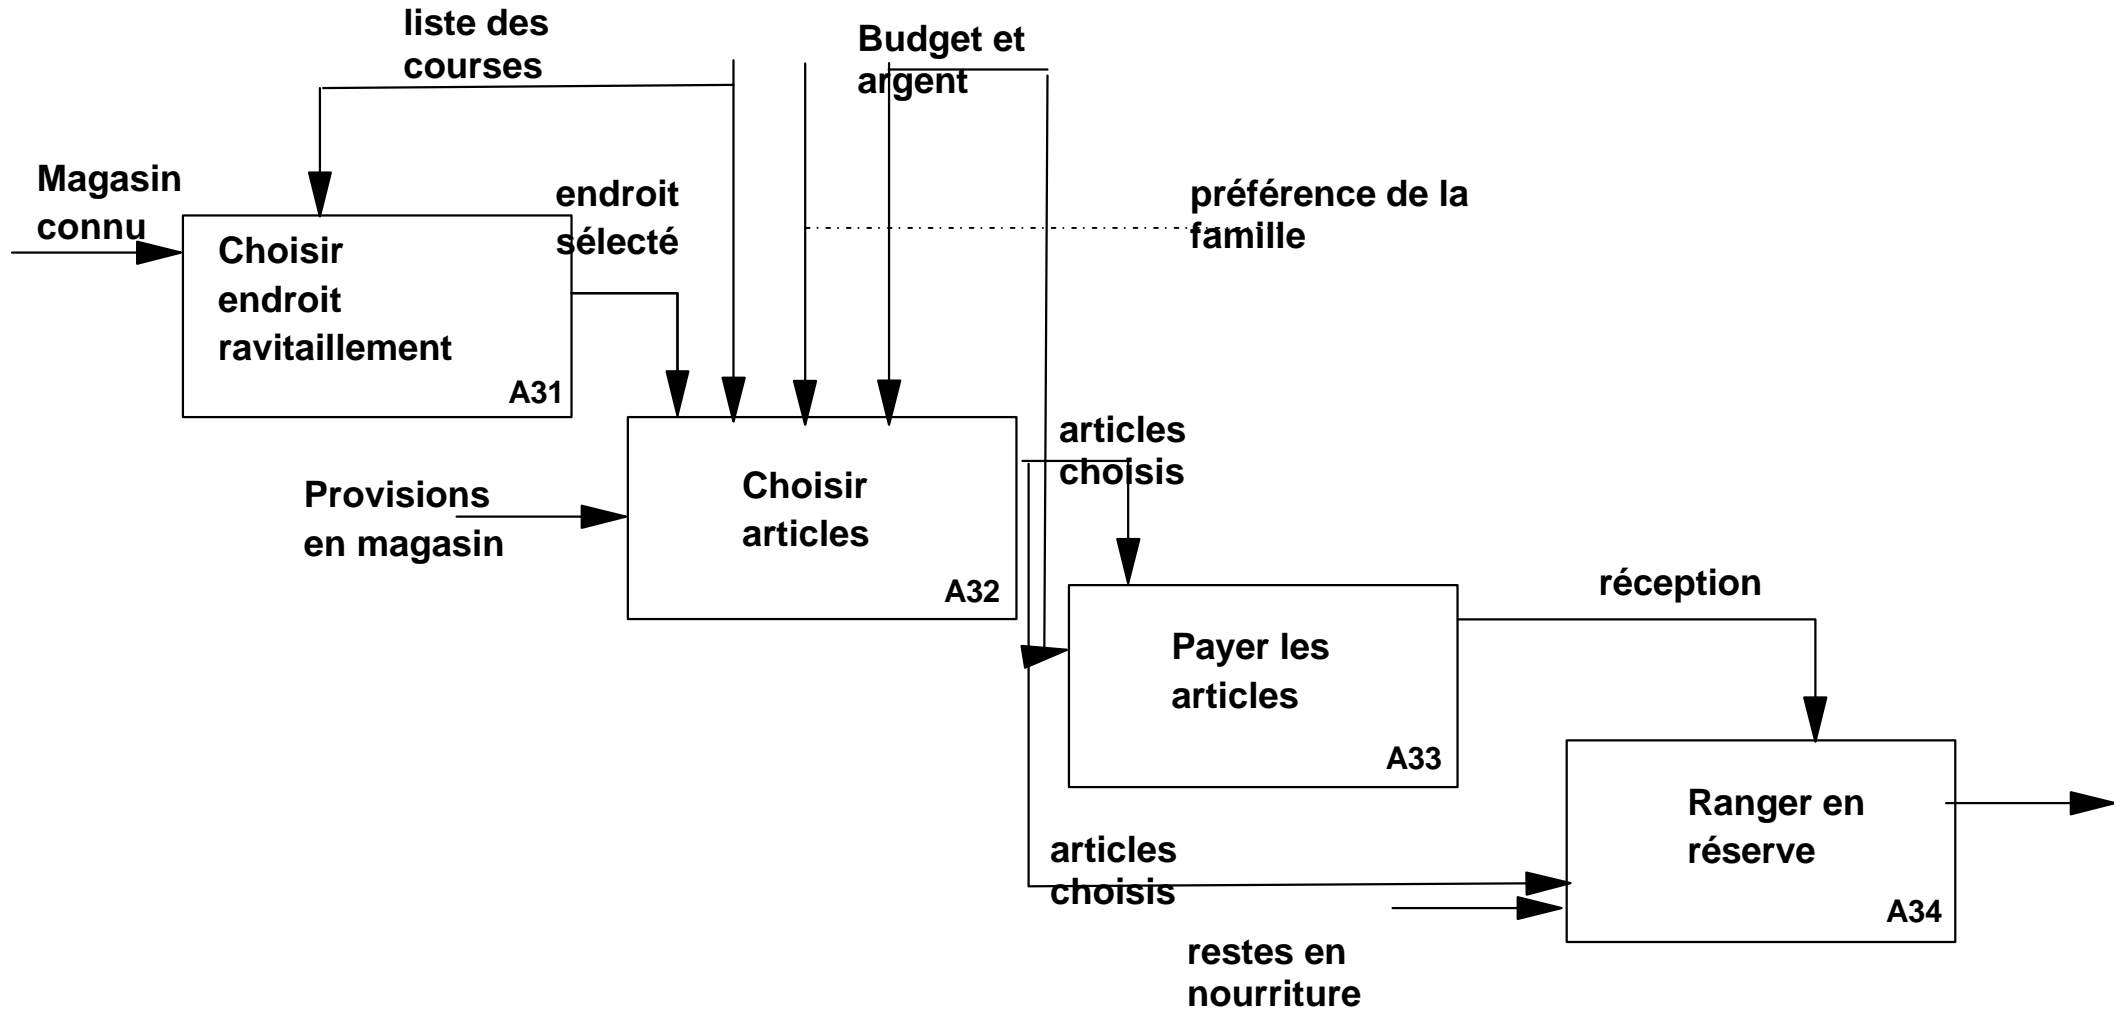 liste des
courses
Budget et
argent
Magasin
connu
endroit
sélecté
préférence de la
famille
Choisir
endroit
ravitaillement
A31
articles
choisis
Provisions
en magasin
Choisir
articles
A32
réception
Payer les
articles
A33
Ranger en
réserve
A34
articles
choisis
restes en
nourriture